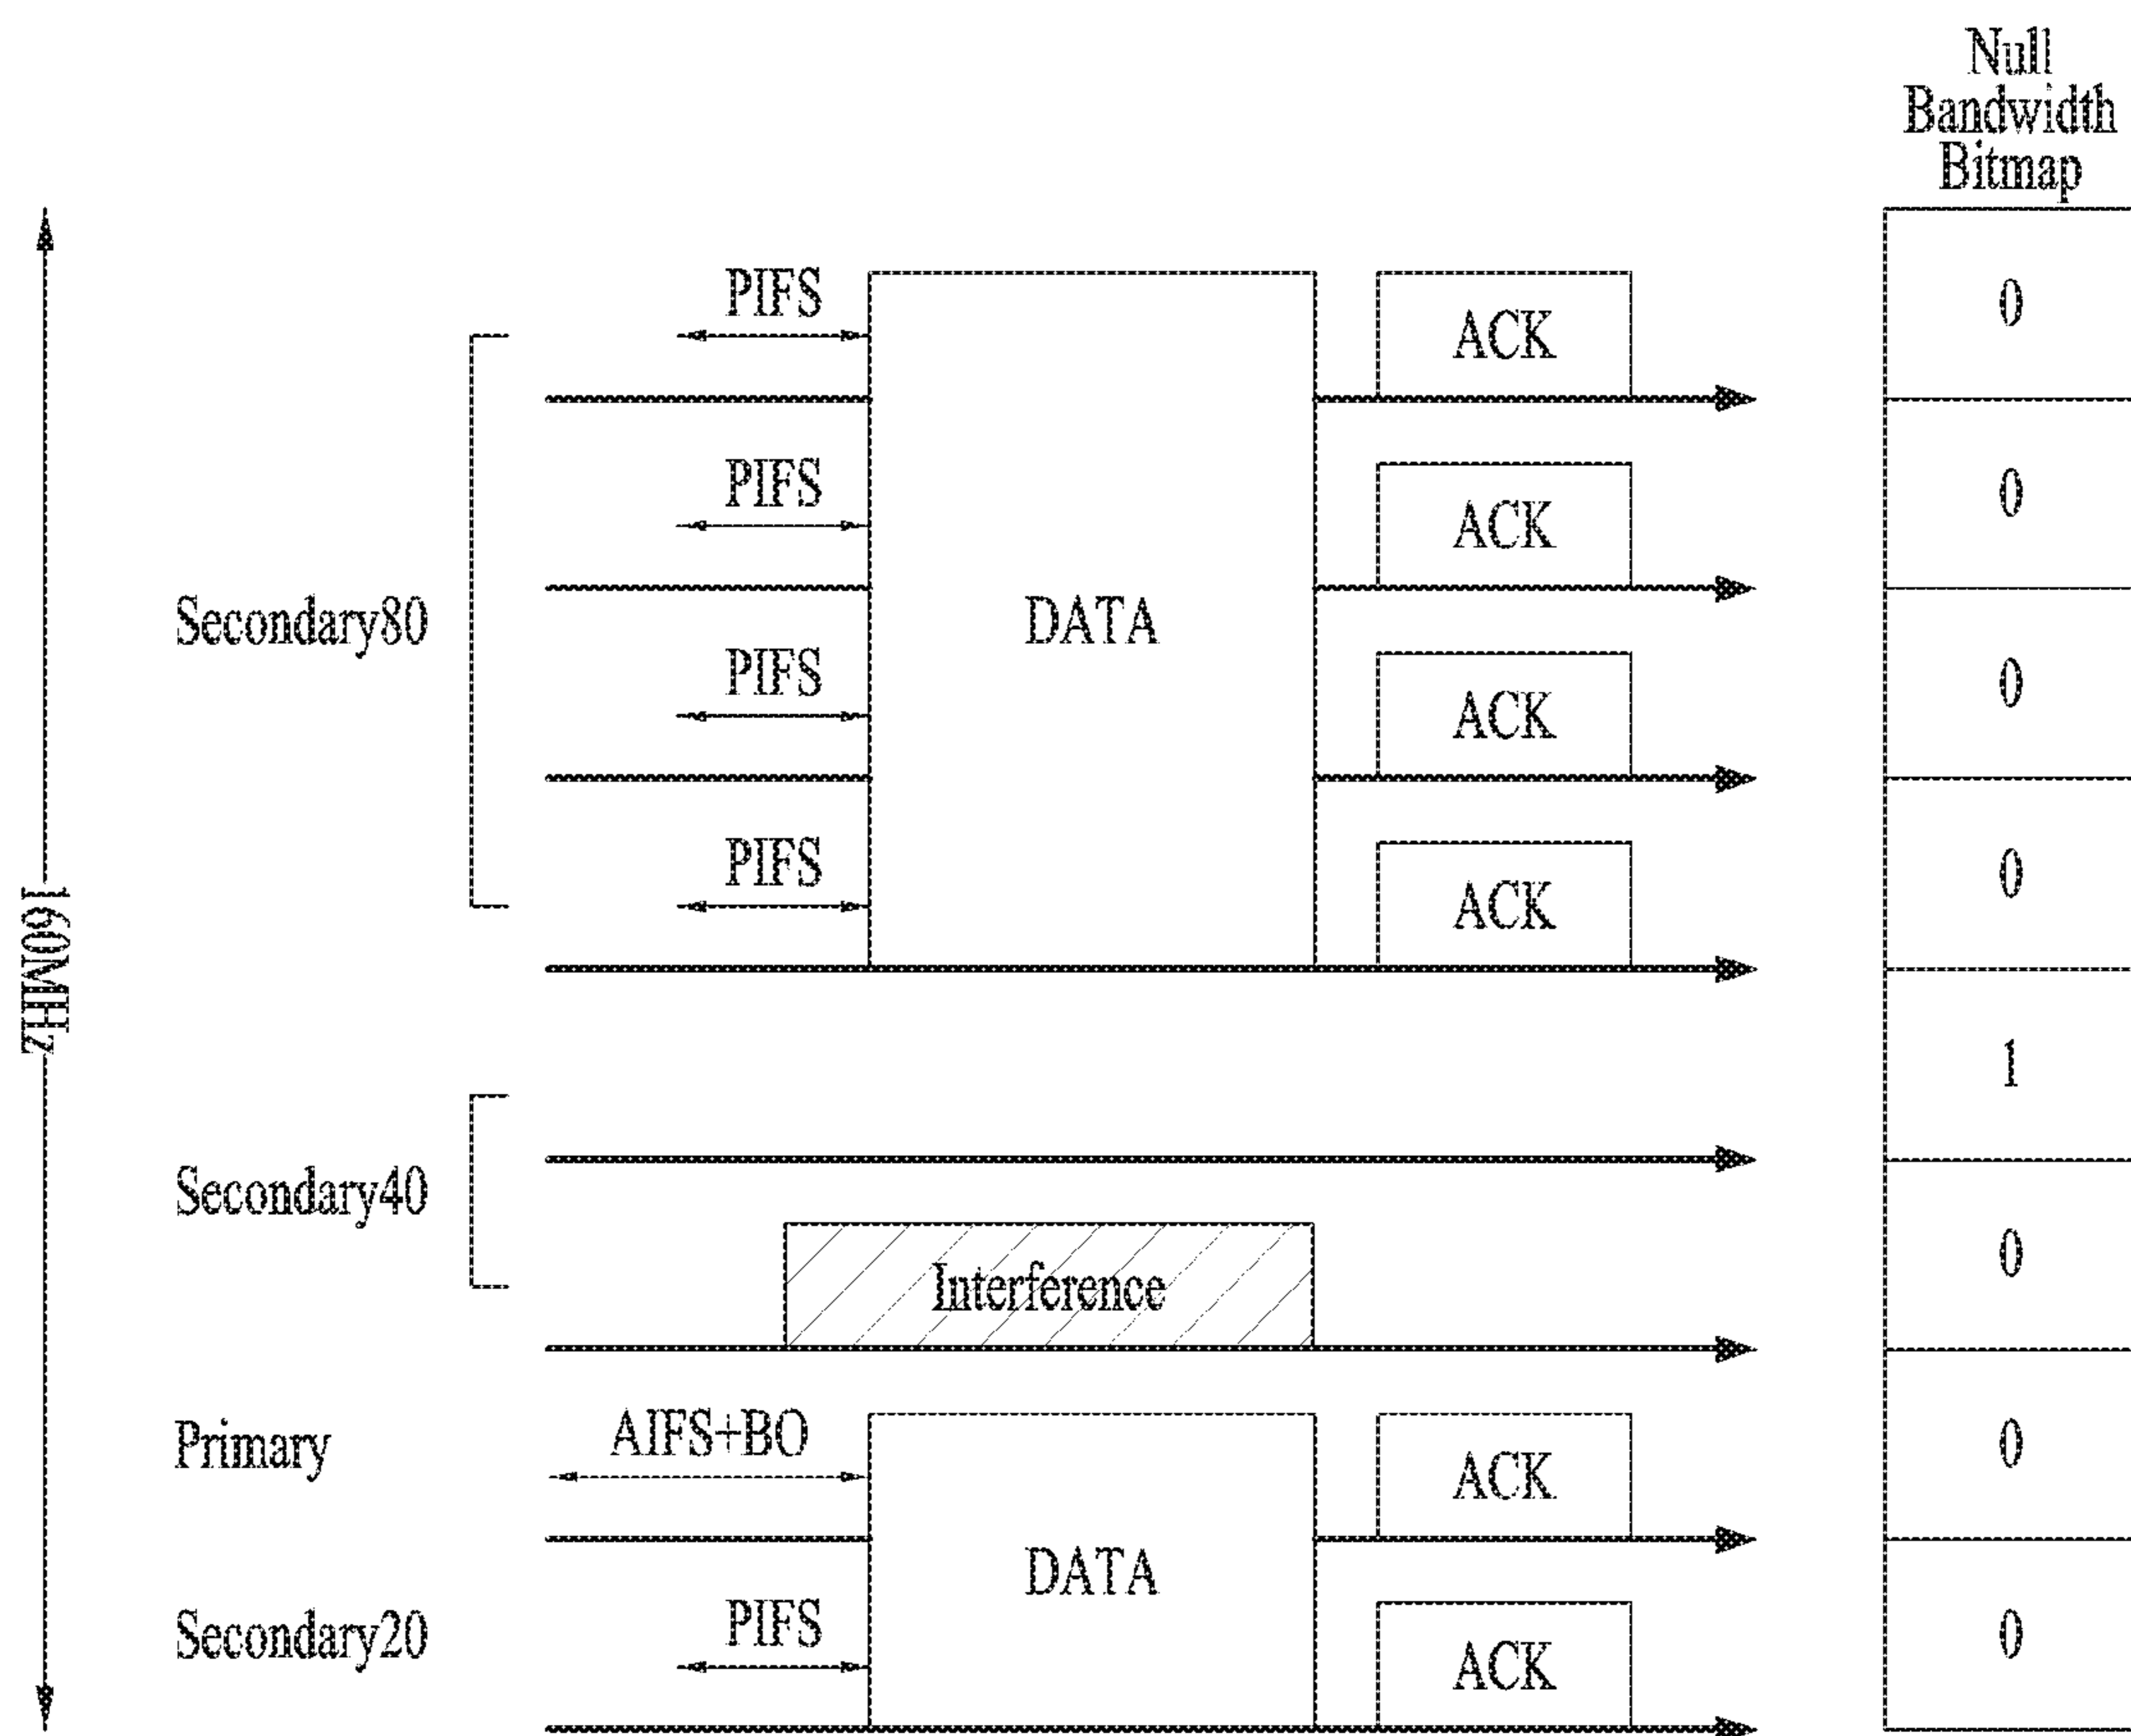 Null
Bandwidth
Bitmap
PIFS
ACK
0
PIFS
ACK
0
Secondary80
DATA
PIFS
ACK
0
PIFS
ACK
0
160MHz
1
Secondary40
Interference
0
Primary
AIFS+BO
ACK
0
DATA
Secondary20
PIFS
ACK
0